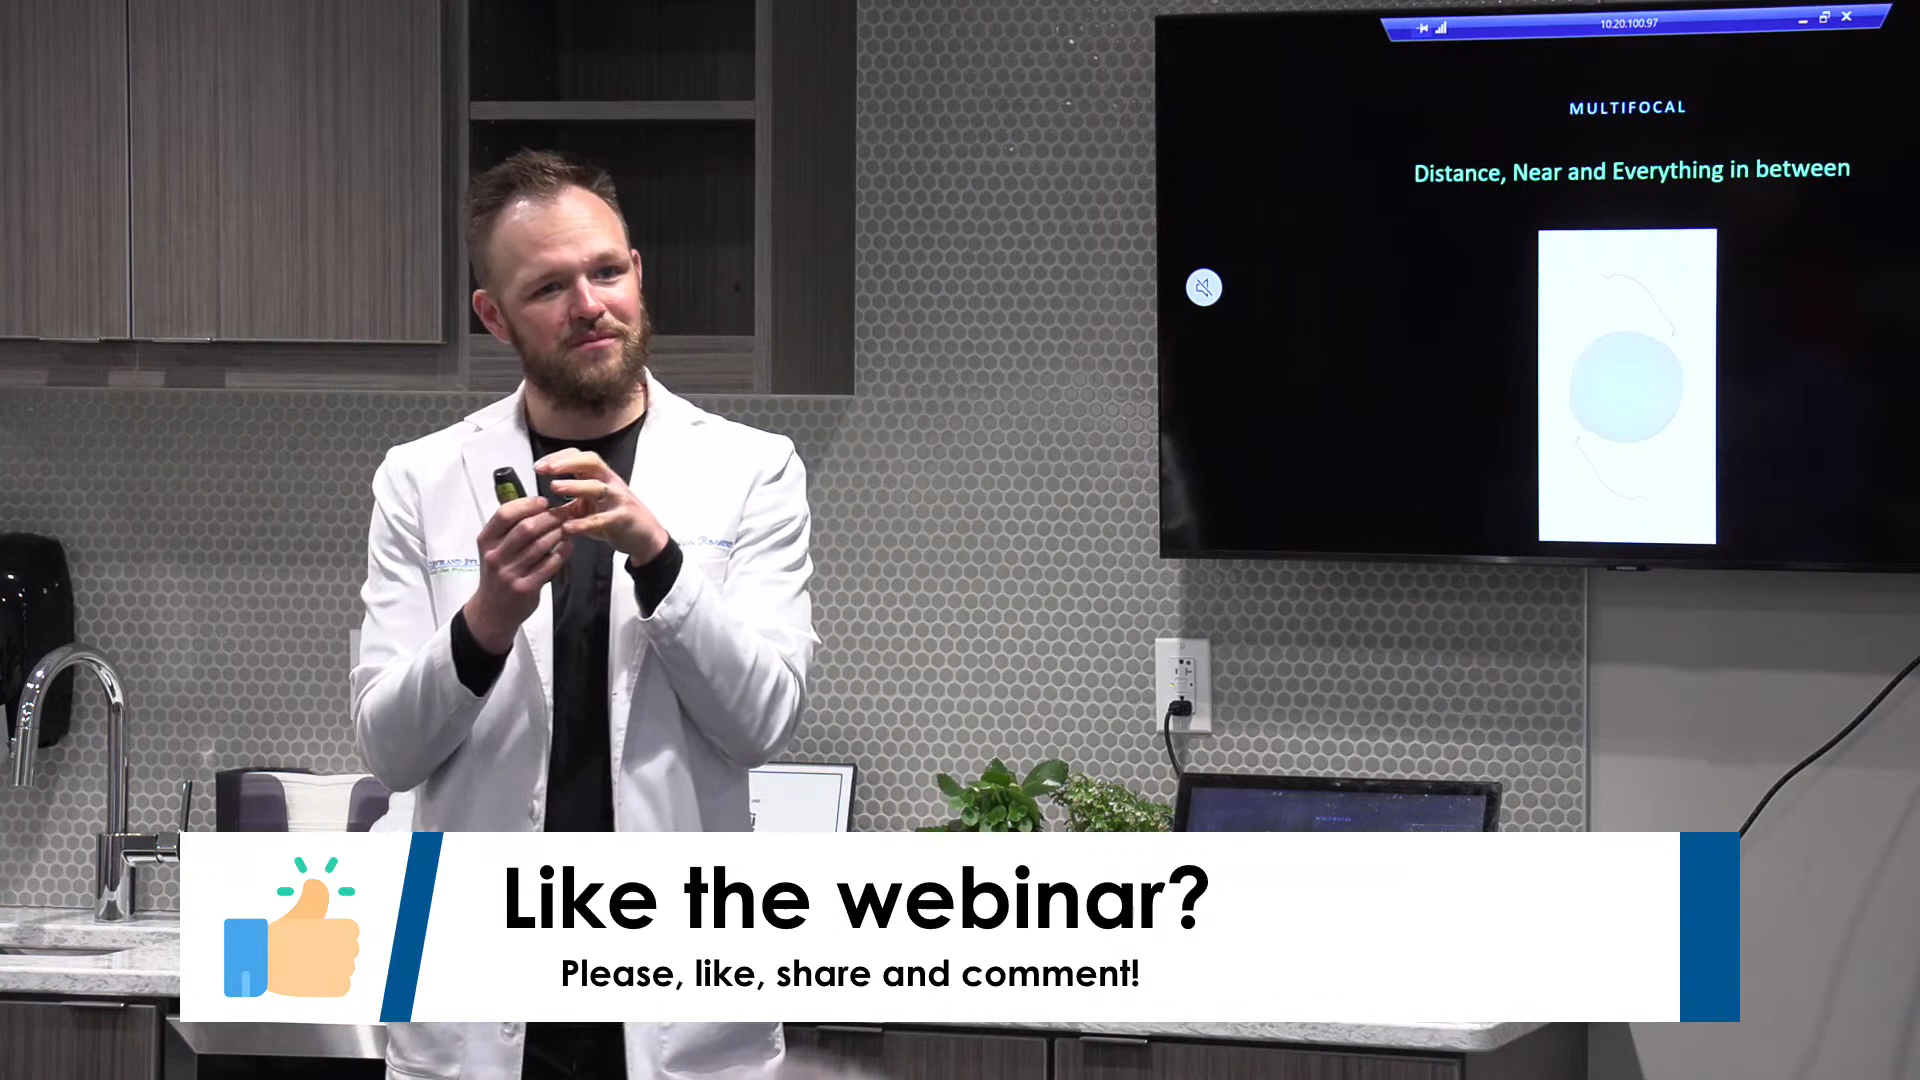 10.20.100.97
MULTIFOCAL
Distance, Near and Everything in between
Like the webinar?
Please, like, share and comment!